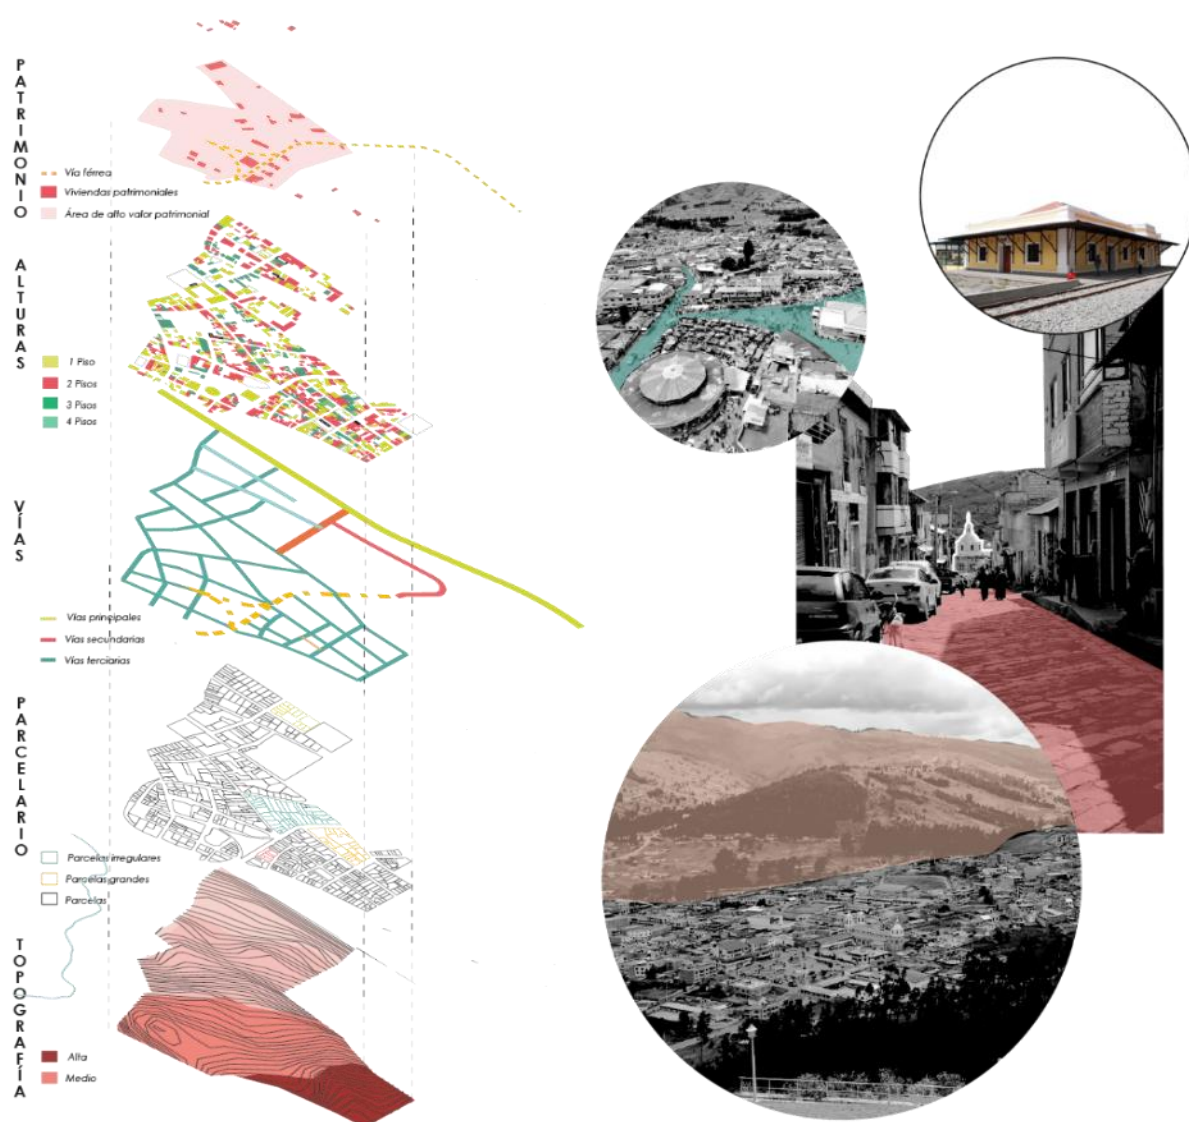 PATRIMONIO
Vía férrea
Viviendas patrimoniales
Área de alto valor patrimonial
ALTURAS
1 Piso
2 Pisos
3 Pisos
4 Pisos
VÍAS
Vías principales
Vías secundarias
Vías terciarias
PARCELARIO
Parcelas irregulares
Parcelas grandes
Parcelas
TOPOGRAFÍA
Alta
Medio